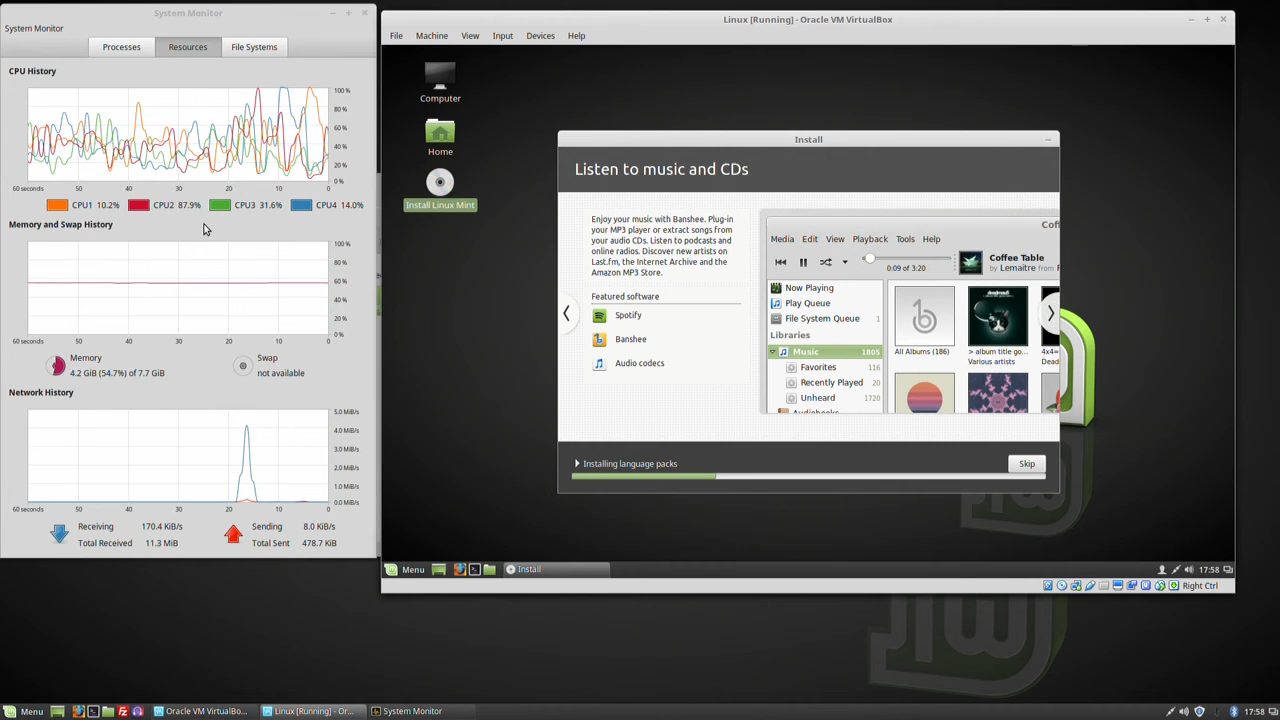 System Monitor
System Monitor
Processes
Resources
File Systems
CPU History
100 %
80 %
60 %
40 %
20 %
0 %
60 seconds
50
40
30
20
10
0
CPU1 10.2%
CPU2 87.9%
CPU3 31.6%
CPU4 14.0%
Memory and Swap History
100 %
80 %
60 %
40 %
20 %
0 %
60 seconds
50
40
30
20
10
0
Memory
4.2 GiB (54.7%) of 7.7 GiB
Swap
not available
Network History
5.0 MiB/s
4.0 MiB/s
3.0 MiB/s
2.0 MiB/s
1.0 MiB/s
0.0 MiB/s
60 seconds
50
40
30
20
10
0
Receiving 170.4 KiB/s
Total Received 11.3 MiB
Sending 8.0 KiB/s
Total Sent 478.7 KiB
Linux [Running] - Oracle VM VirtualBox
File Machine View Input Devices Help
Computer
Home
Install Linux Mint
Install
Listen to music and CDs
Enjoy your music with Banshee. Plug-in
your MP3 player or extract songs from
your audio CDs. Listen to podcasts and
online radios. Discover new artists on
Last.fm, the Internet Archive and the
Amazon MP3 Store.
Featured software
Spotify
Banshee
Audio codecs
Media Edit View Playback Tools Help
0:09 of 3:20
Coffee Table
by Lemaitre from
Now Playing
Play Queue
File System Queue 1
Libraries
Music 1805
Favorites 116
Recently Played 20
Unheard 1720
Audiobooks
All Albums (186)
> album title go...
Various artists
4x4=
Installing language packs
Skip
Menu
Install
17:58
Right Ctrl
Menu
Oracle VM VirtualBo...
Linux [Running] - Or...
System Monitor
17:58